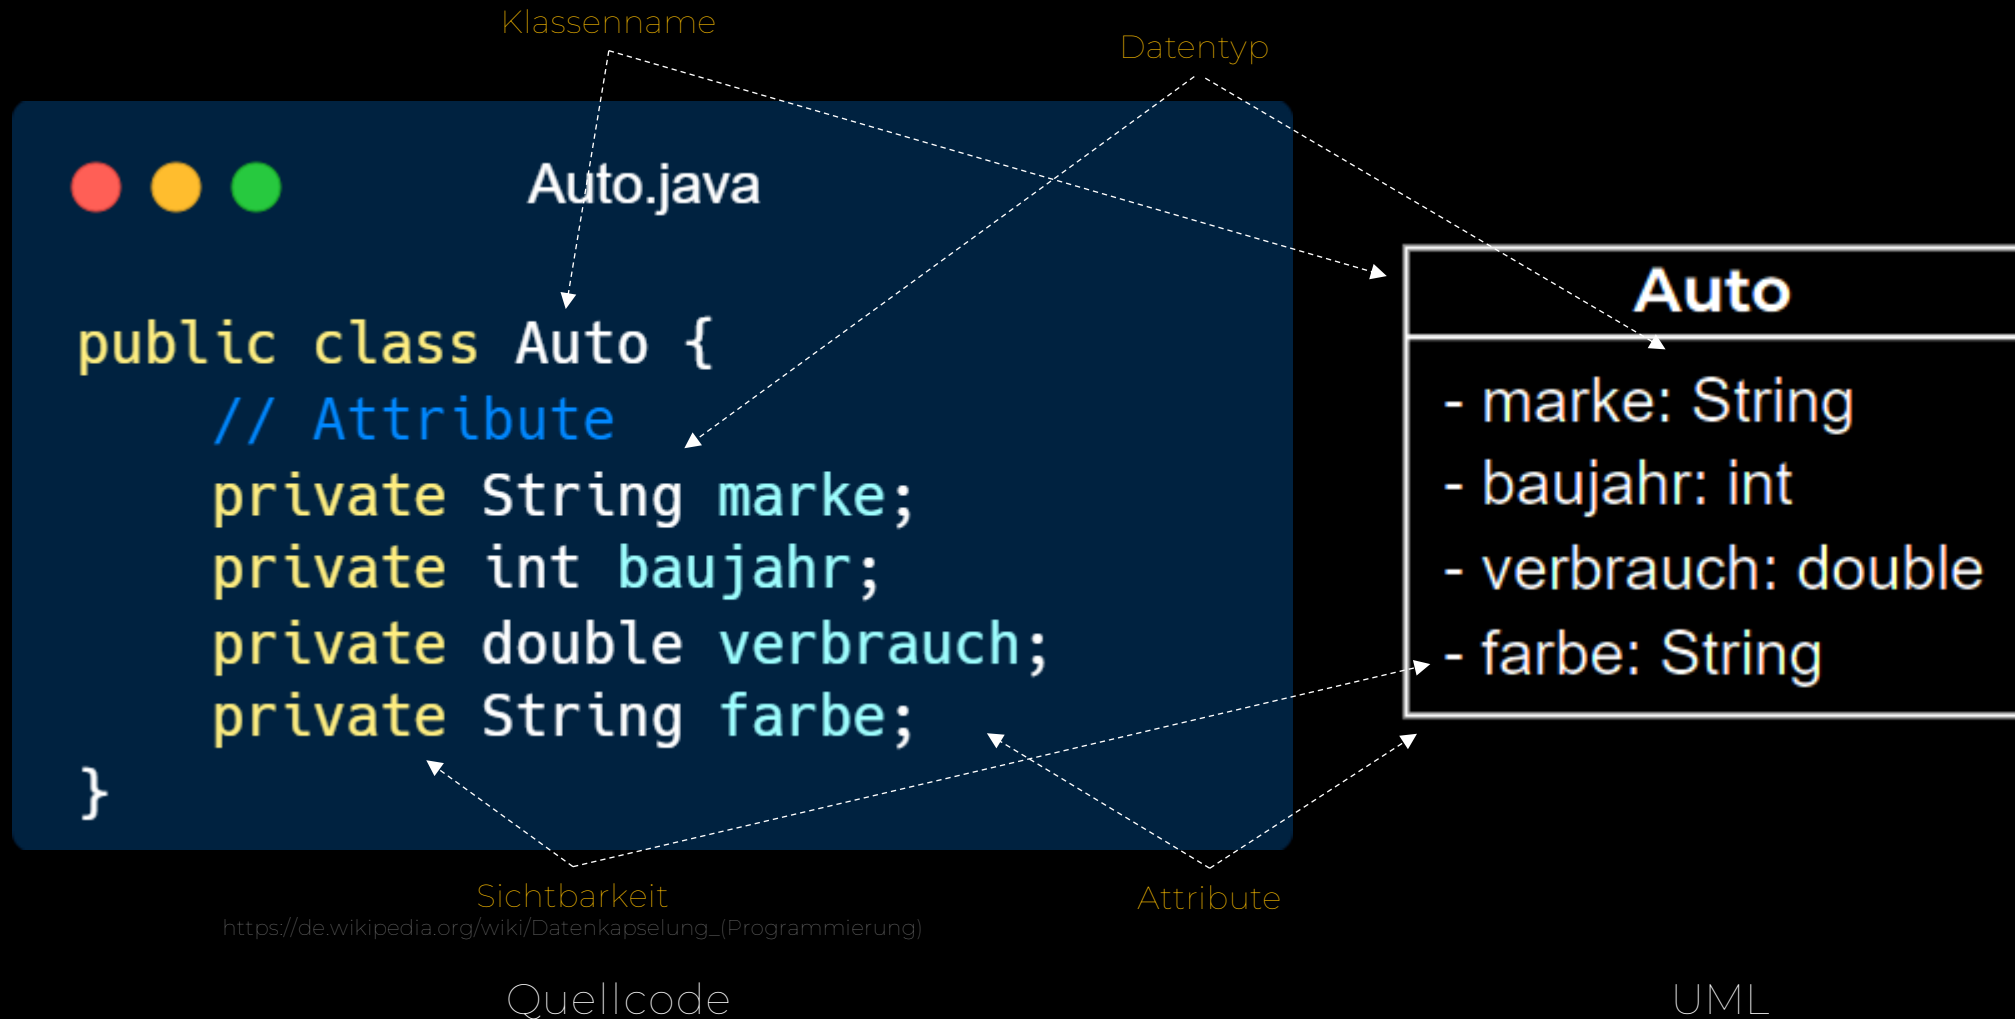 Klassenname
Datentyp
Auto.java
public class Auto {
// Attribute
private String marke;
private int baujahr;
private double verbrauch;
private String farbe;
}
Auto
- marke: String
- baujahr: int
- verbrauch: double
- farbe: String
Sichtbarkeit
Attribute
https://de.wikipedia.org/wiki/Datenkapselung_(Programmierung)
Quellcode
UML